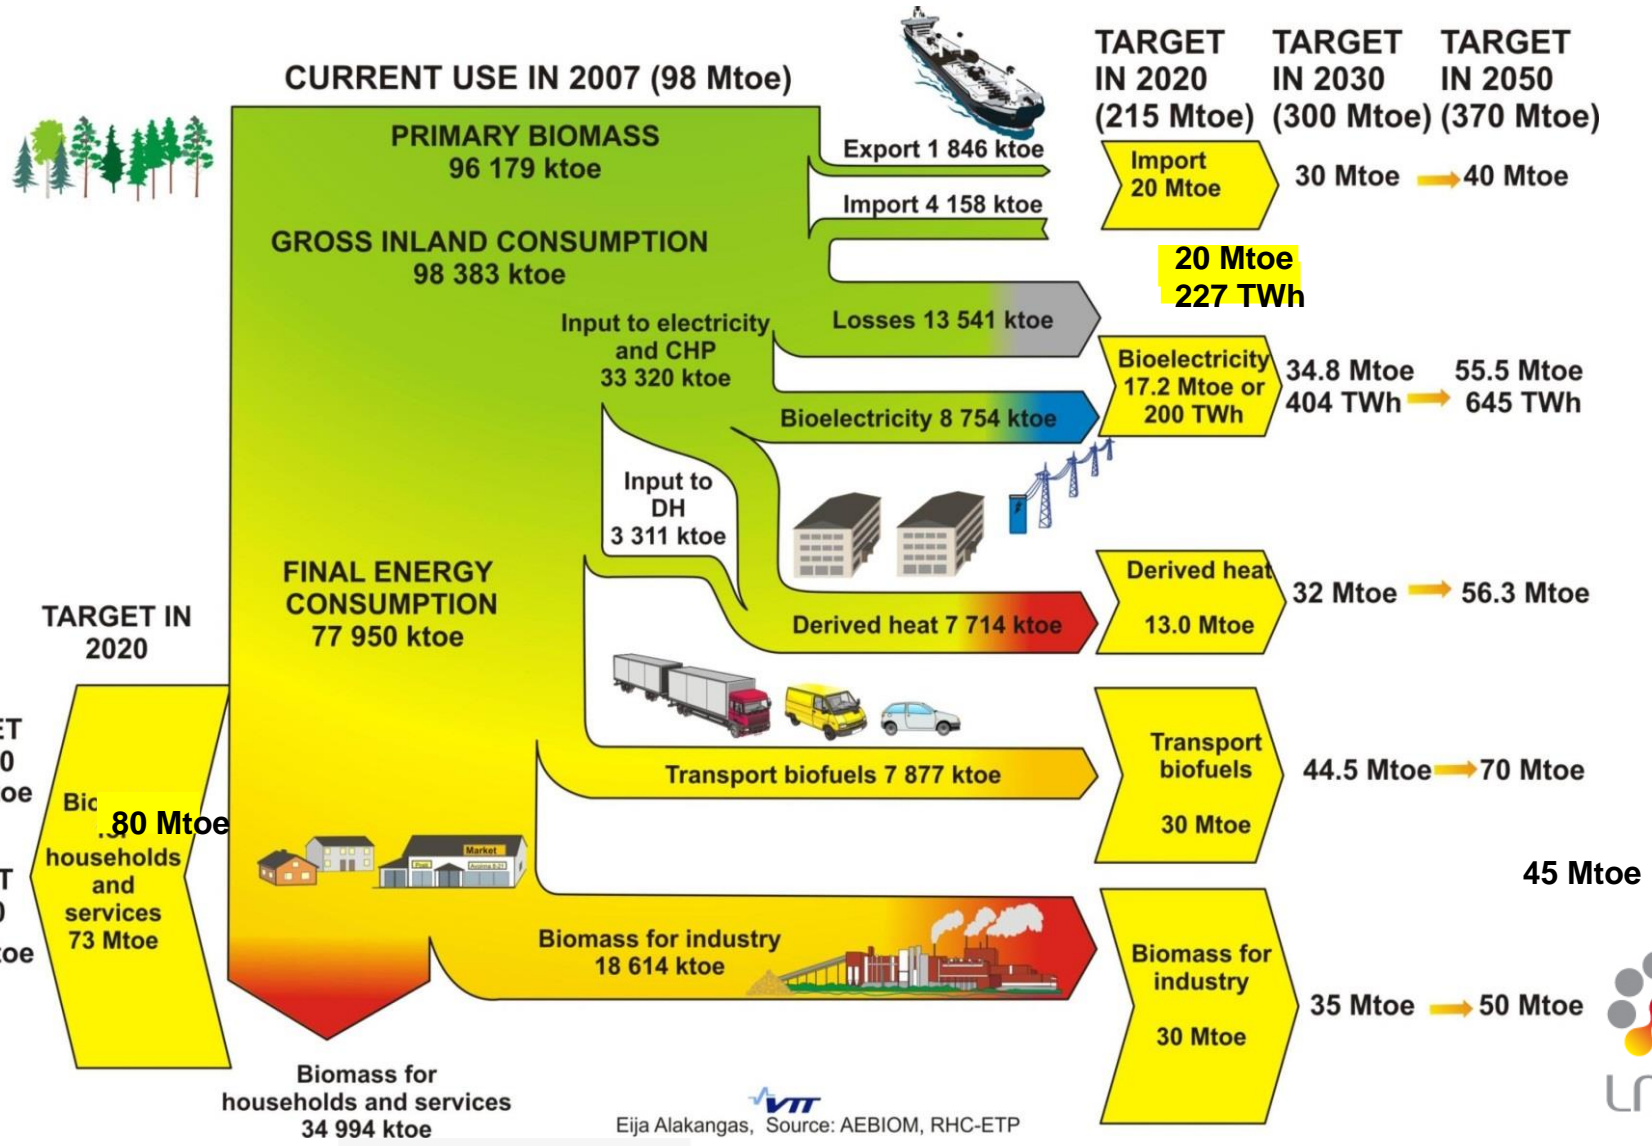 CURRENT USE IN 2007 (98 Mtoe)
PRIMARY BIOMASS
96 179 ktoe
GROSS INLAND CONSUMPTION
98 383 ktoe
Export 1 846 ktoe
Import 4 158 ktoe
Losses 13 541 ktoe
Input to electricity
and CHP
33 320 ktoe
Bioelectricity 8 754 ktoe
Input to
DH
3 311 ktoe
Derived heat 7 714 ktoe
FINAL ENERGY
CONSUMPTION
77 950 ktoe
Transport biofuels 7 877 ktoe
Market
Biomass for industry
18 614 ktoe
Biomass for
households and services
34 994 ktoe
TARGET
IN 2020
(215 Mtoe)
TARGET
IN 2030
(300 Mtoe)
TARGET
IN 2050
(370 Mtoe)
Import
20 Mtoe
30 Mtoe
40 Mtoe
20 Mtoe
227 TWh
Bioelectricity
17.2 Mtoe or
200 TWh
34.8 Mtoe
404 TWh
55.5 Mtoe
645 TWh
Derived heat
13.0 Mtoe
32 Mtoe
56.3 Mtoe
Transport
biofuels
30 Mtoe
44.5 Mtoe
70 Mtoe
45 Mtoe
Biomass for
industry
30 Mtoe
35 Mtoe
50 Mtoe
TARGET IN
2020
80 Mtoe
households
and
services
73 Mtoe
VTT
Eija Alakangas, Source: AEBIOM, RHC-ETP